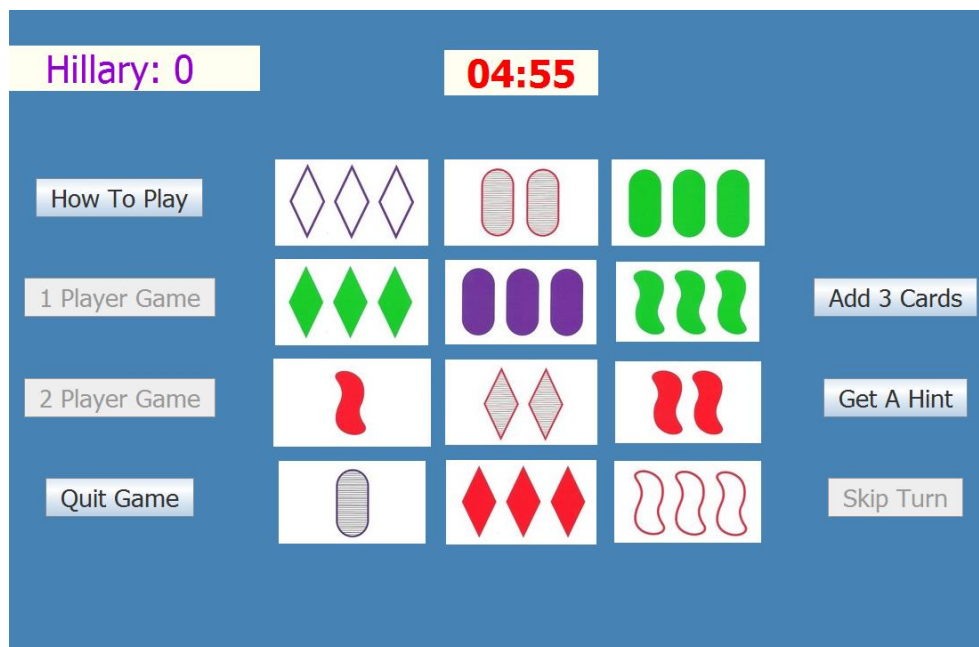 Hillary: 0
04:55
How To Play
1 Player Game
Add 3 Cards
2 Player Game
Get A Hint
Quit Game
Skip Turn